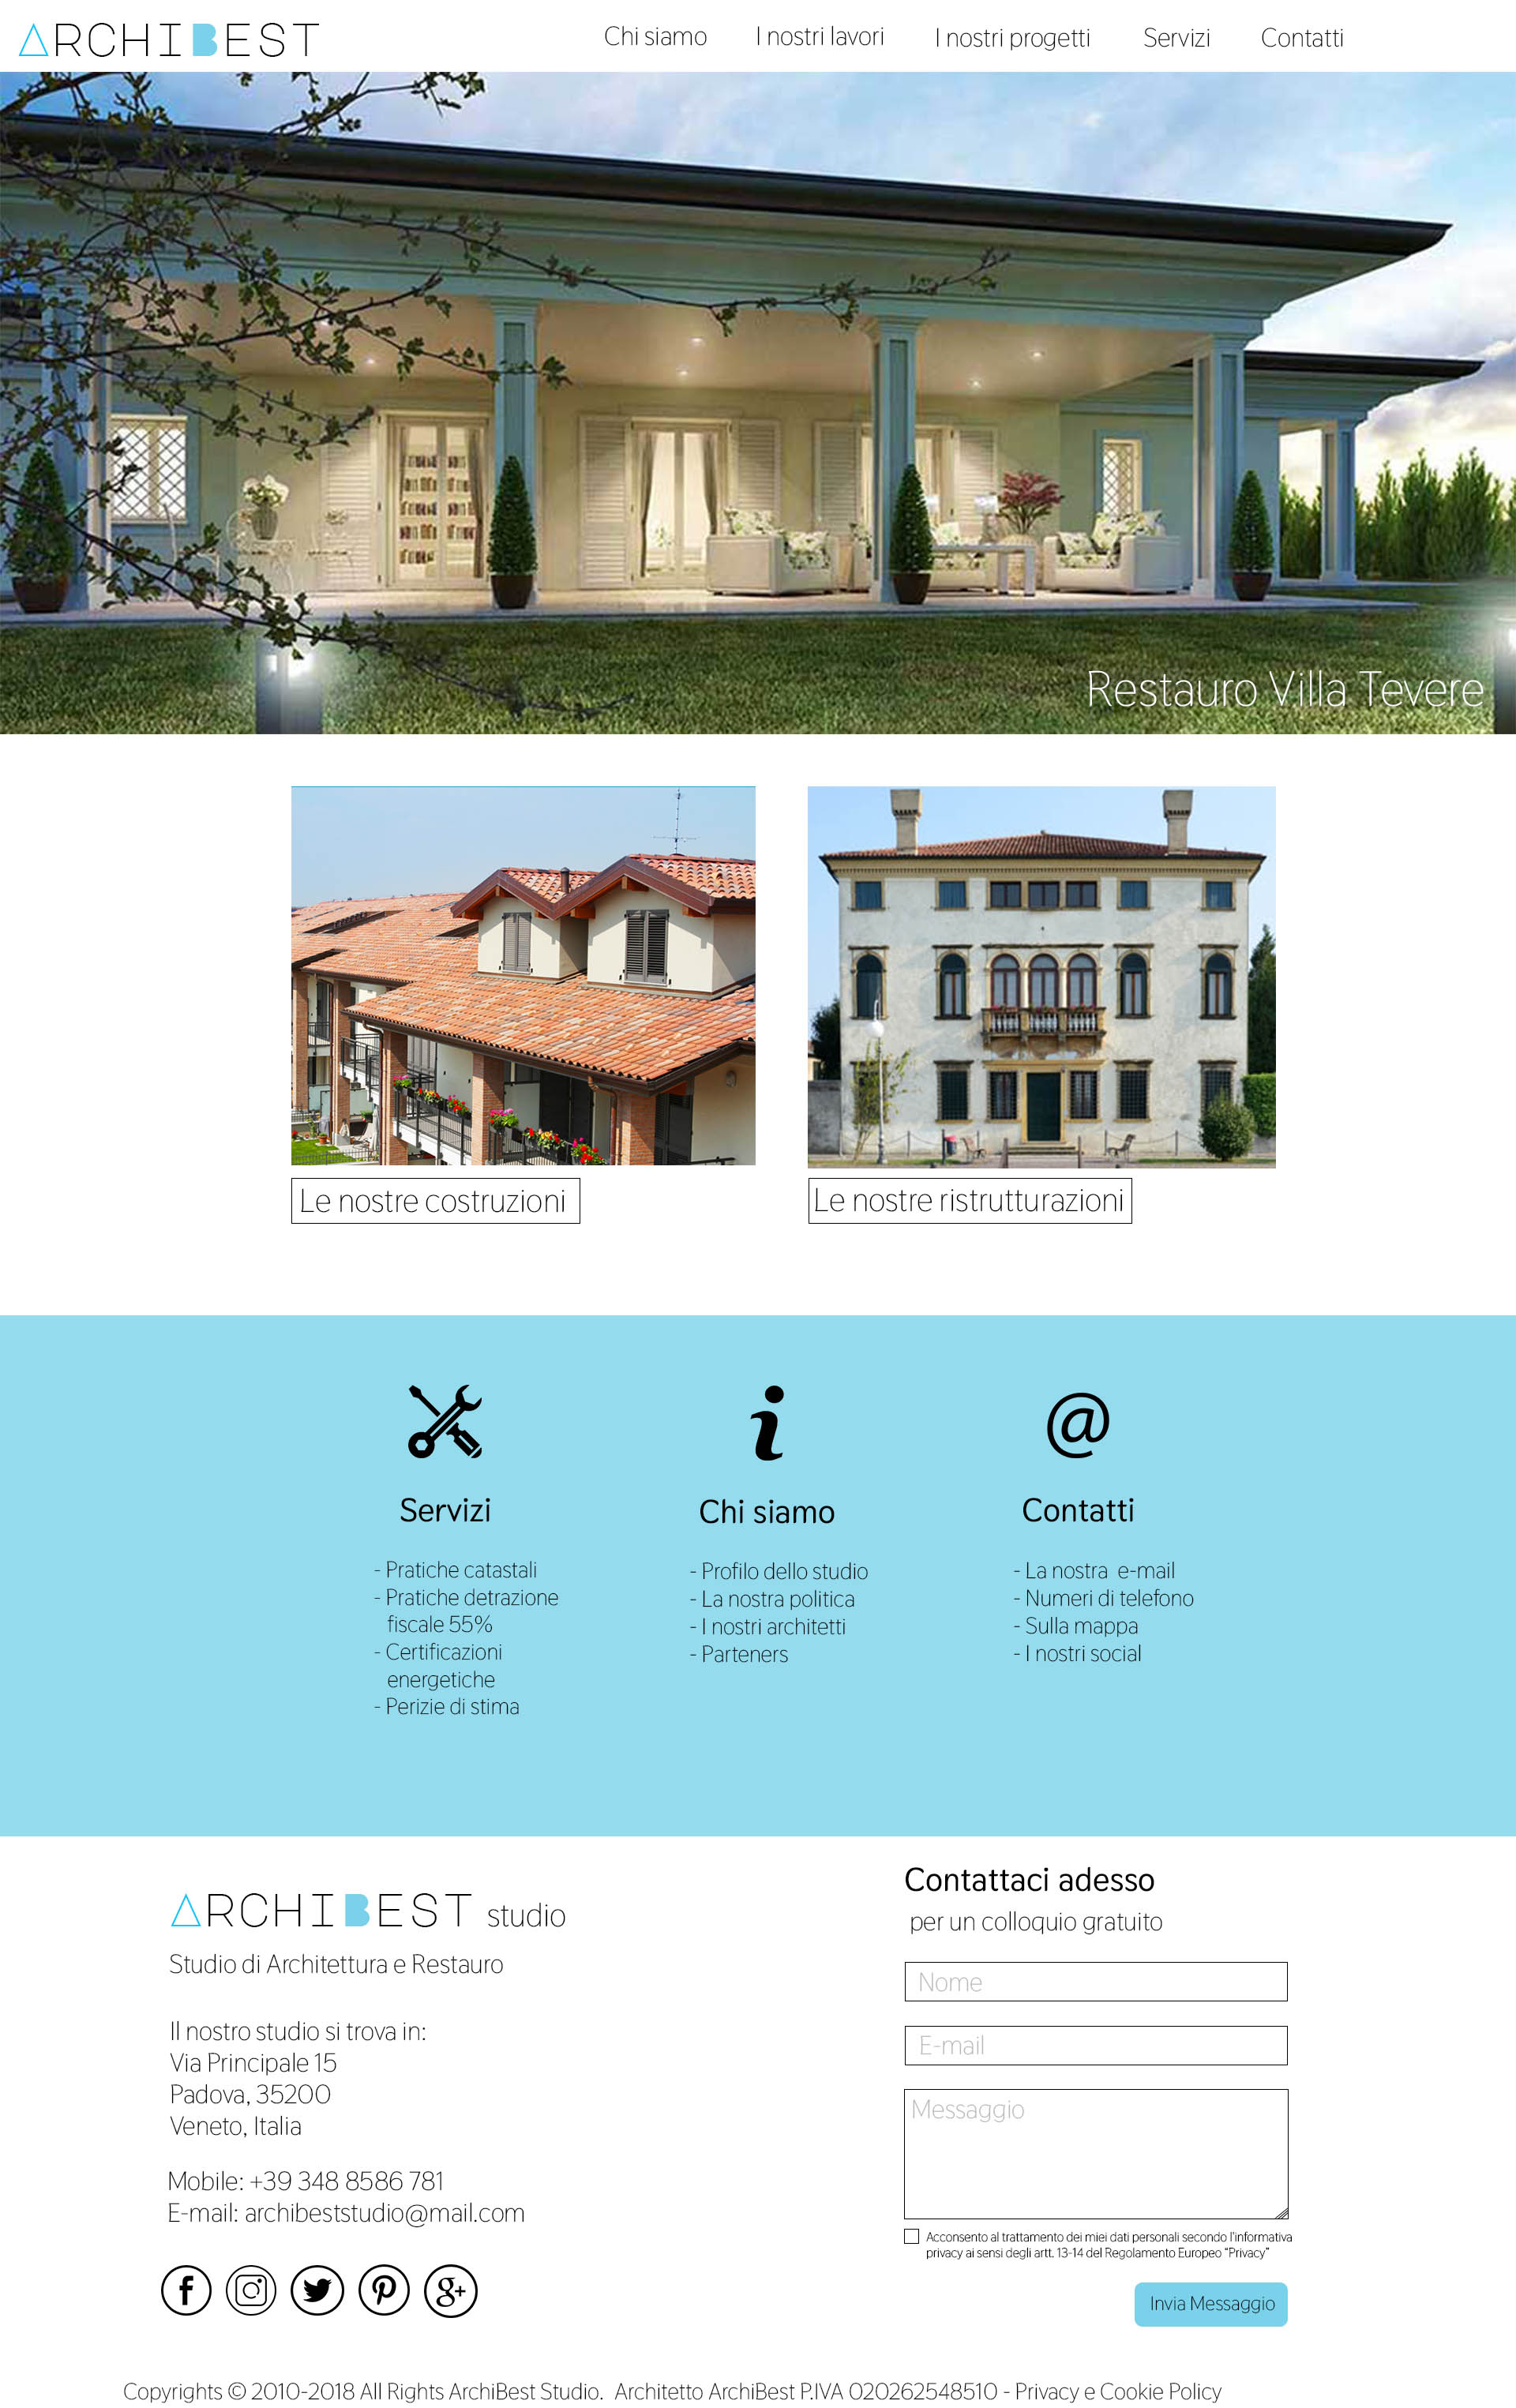 ARCHIBEST
Chi siamo
I nostri lavori
I nostri progetti
Servizi
Contatti
Restauro Villa Tevere
Le nostre costruzioni
Le nostre ristrutturazioni
Servizi
- Pratiche catastali
- Pratiche detrazione
fiscale 55%
- Certificazioni
energetiche
- Perizie di stima
Chi siamo
- Profilo dello studio
- La nostra politica
- I nostri architetti
- Parteners
@
Contatti
- La nostra e-mail
- Numeri di telefono
- Sulla mappa
- I nostri social
ARCHIBEST studio
Studio di Architettura e Restauro
Il nostro studio si trova in:
Via Principale 15
Padova, 35200
Veneto, Italia
Mobile: +39 348 8586 781
E-mail: archibeststudio@mail.com
Contattaci adesso
per un colloquio gratuito
Nome
E-mail
Messaggio
Acconsento al trattamento dei miei dati personali secondo l'informativa
privacy ai sensi degli artt. 13-14 del Regolamento Europeo “Privacy”
Invia Messaggio
Copyrights © 2010-2018 All Rights ArchiBest Studio. Architetto ArchiBest P.IVA 020262548510 - Privacy e Cookie Policy